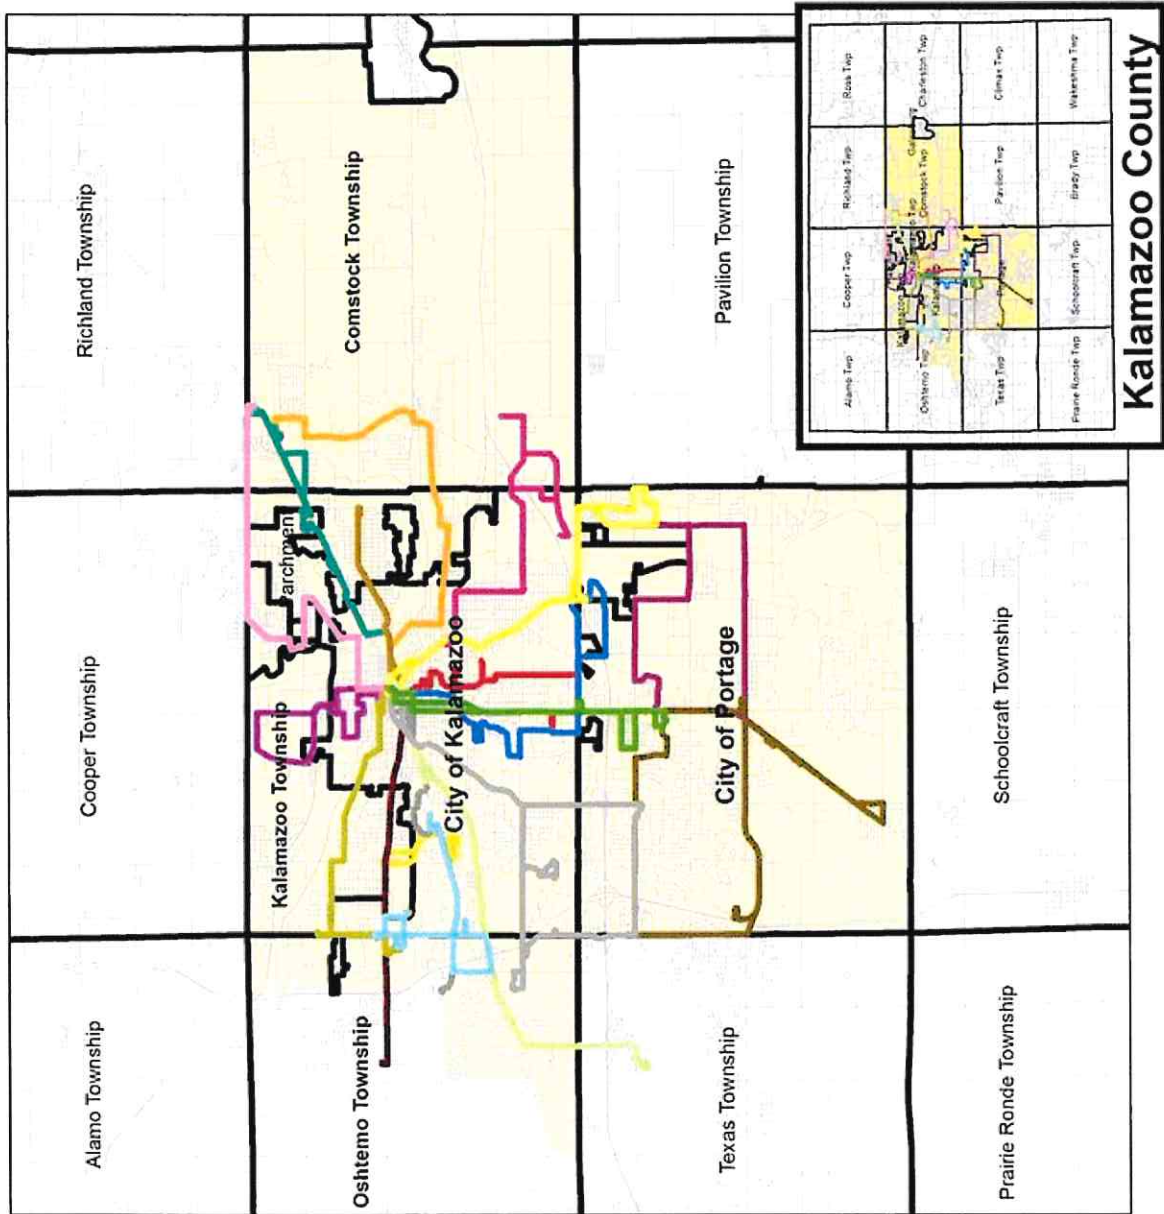 Alamo Township
Cooper Township
Richland Township
Kalamazoo Township
archmen
Oshtemo Township
Comstock Township
City of Kalamazoo
Texas Township
City of Portage
Pavilion Township
Prairie Ronde Township
Schoolcraft Township
Alamo Twp
Cooper Twp
Richland Twp
Ross Twp
Oshtemo Twp
Kalamazoo
Comstock Twp
Charleston Twp
Texas Twp
Portage
Pavilion Twp
Climax Twp
Prairie Ronde Twp
Schoolcraft Twp
Brady Twp
Wakeshma Twp
Kalamazoo County